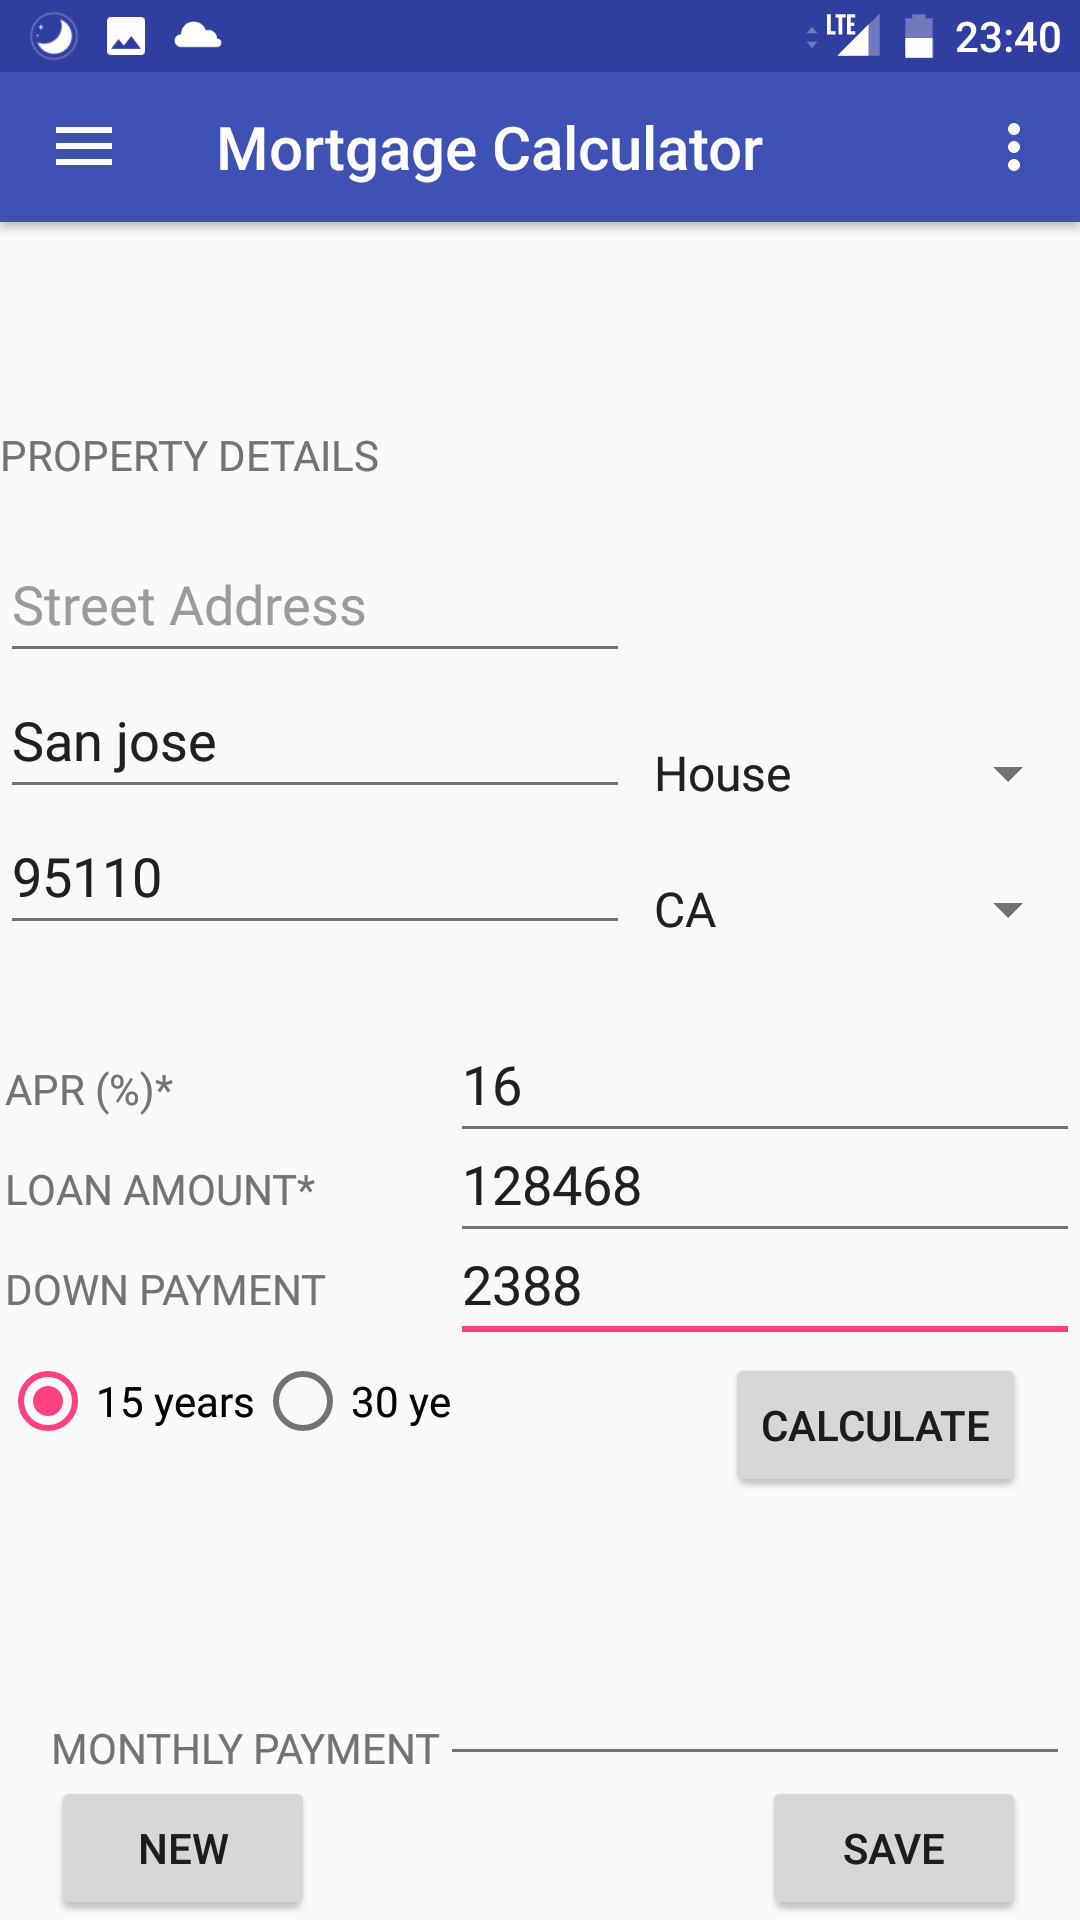 LTE 23:40
Mortgage Calculator
PROPERTY DETAILS
Street Address
San jose
House
95110
CA
APR (%)* 16
LOAN AMOUNT* 128468
DOWN PAYMENT 2388
15 years 30 ye
CALCULATE
MONTHLY PAYMENT
NEW SAVE